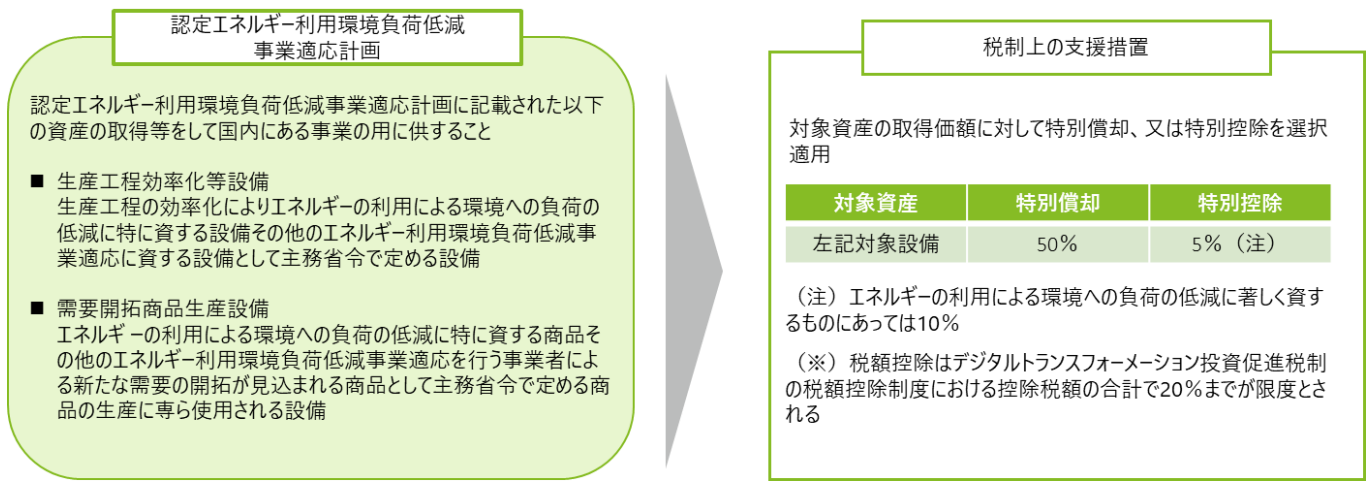 認定エネルギー利用環境負荷低減
事業適応計画
認定エネルギー利用環境負荷低減事業適応計画に記載された以下
の資産の取得等をして国内にある事業の用に供すること
■ 生産工程効率化等設備
生産工程の効率化によりエネルギーの利用による環境への負荷の
低減に特に資する設備その他のエネルギー利用環境負荷低減事
業適応に資する設備として主務省令で定める設備
■ 需要開拓商品生産設備
エネルギーの利用による環境への負荷の低減に特に資する商品そ
の他のエネルギー利用環境負荷低減事業適応を行う事業者によ
る新たな需要の開拓が見込まれる商品として主務省令で定める商
品の生産に専ら使用される設備
税制上の支援措置
対象資産の取得価額に対して特別償却、又は特別控除を選択
適用
対象資産 特別償却 特別控除
左記対象設備 50% 5%（注）
（注）エネルギーの利用による環境への負荷の低減に著しく資す
るものにあっては10%
（※）税額控除はデジタルトランスフォーメーション投資促進税制
の税額控除制度における控除税額の合計で20%までが限度とさ
れる